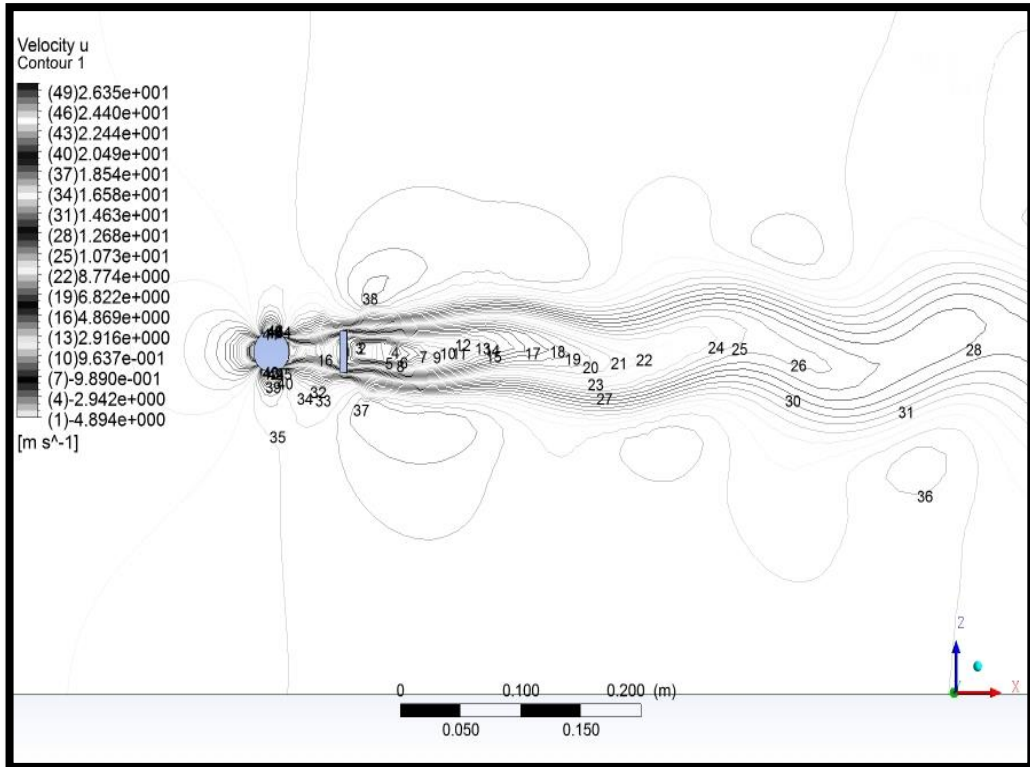 Velocity u
Contour 1
(49)2.635e+001
(46)2.440e+001
(43)2.244e+001
(40)2.049e+001
(37)1.854e+001
(34)1.658e+001
(31)1.463e+001
(28)1.268e+001
(25)1.073e+001
(22)8.774e+000
(19)6.822e+000
(16)4.869e+000
(13)2.916e+000
(10)9.637e-001
(7)-9.890e-001
(4)-2.942e+000
(1)-4.894e+000
[m s^-1]
38
16
4
5
8
6
7
9
10
11
12
13
14
15
17
18
19
20
21
22
23
27
24
25
26
28
30
31
36
39
40
34
32
33
37
35
Z
X
0 0.100 0.200 (m)
0.050 0.150